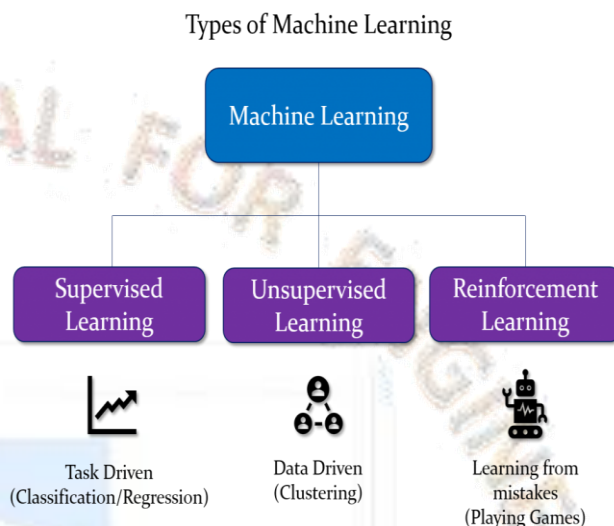 Types of Machine Learning
Machine Learning
Supervised
Learning
Unsupervised
Learning
Reinforcement
Learning
Task Driven
(Classification/Regression)
Data Driven
(Clustering)
Learning from
mistakes
(Playing Games)
FOR